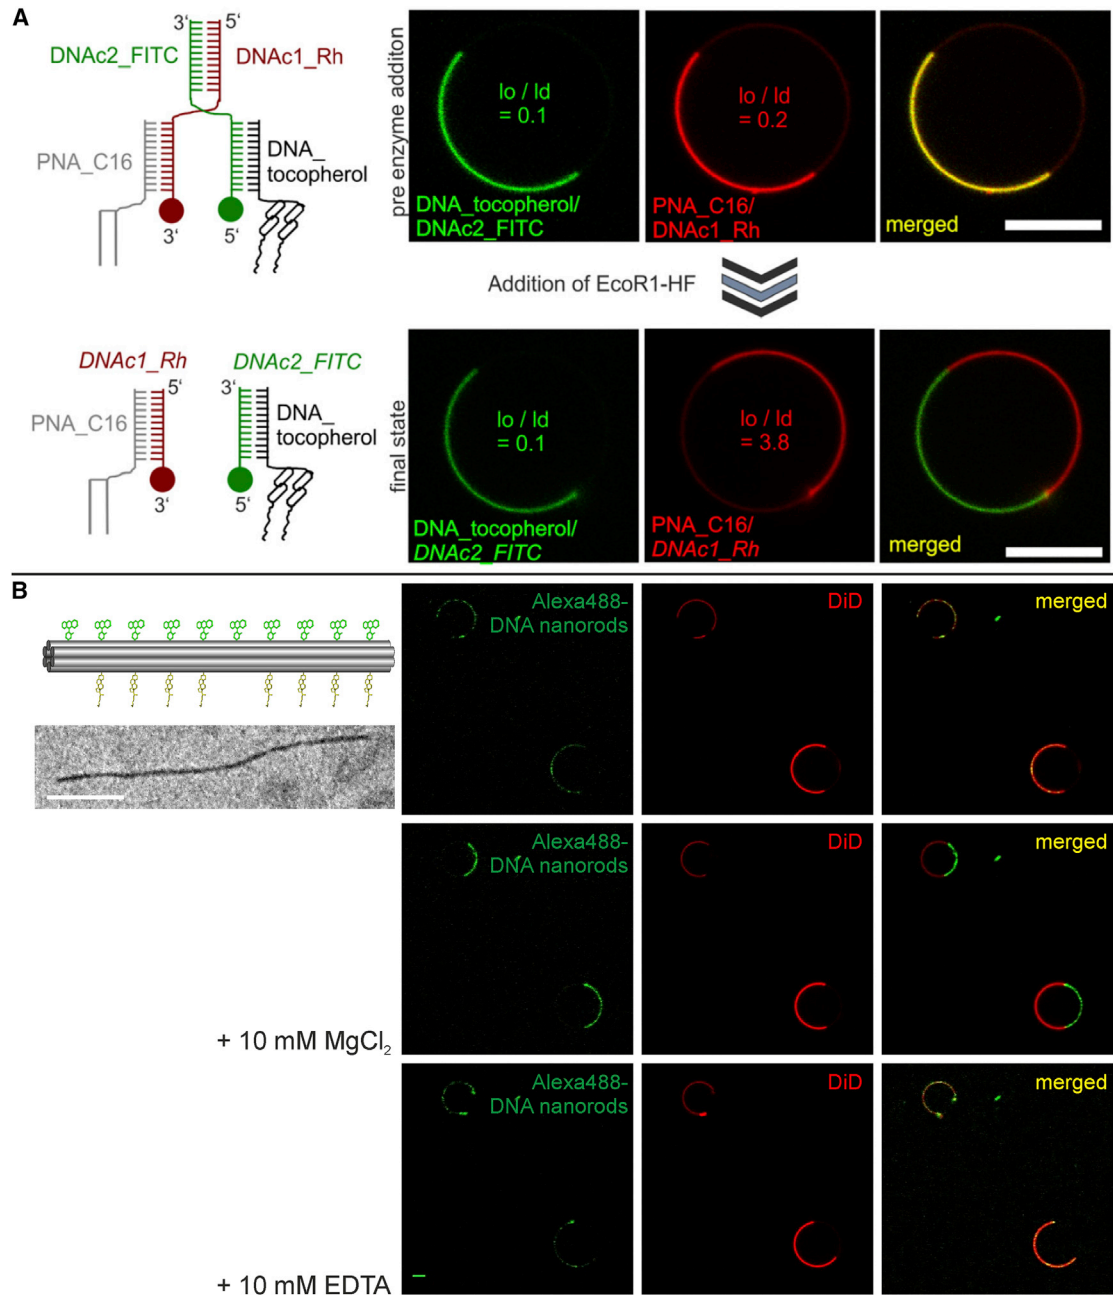 A
3‘ 5‘
DNAc2_FITC DNAc1_Rh
PNA_C16
DNA_
tocopherol
3‘ 5‘
pre enzyme additon
lo / ld
= 0.1
DNA_tocopherol/
DNAc2_FITC
lo / ld
= 0.2
PNA_C16/
DNAc1_Rh
merged
Addition of EcoR1-HF
DNAc1_Rh DNAc2_FITC
5‘ 3‘
PNA_C16
DNA_
tocopherol
3‘ 5‘
final state
lo / ld
= 0.1
DNA_tocopherol/
DNAc2_FITC
lo / ld
= 3.8
PNA_C16/
DNAc1_Rh
merged
B
Alexa488-
DNA nanorods
DiD
merged
+ 10 mM MgCl₂
Alexa488-
DNA nanorods
DiD
merged
+ 10 mM EDTA
Alexa488-
DNA nanorods
DiD
merged